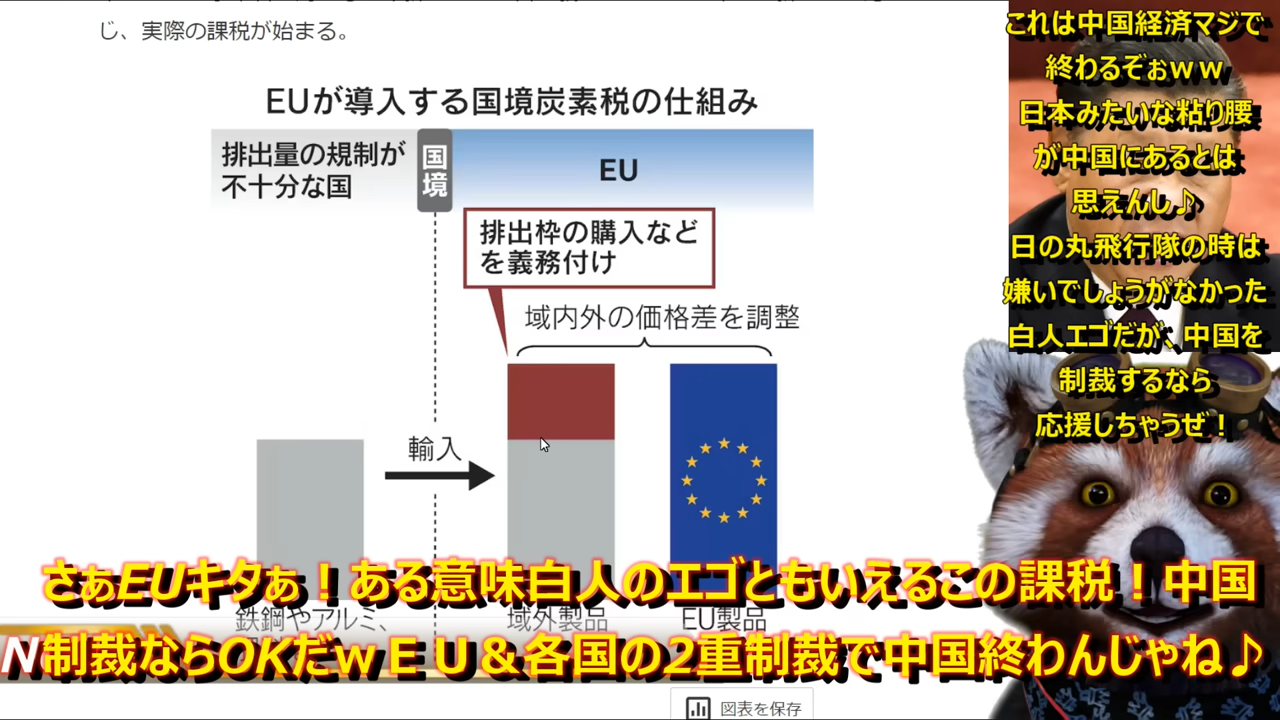 じ、実際の課税が始まる。
EUが導入する国境炭素税の仕組み
排出量の規制が
不十分な国
国境
EU
排出枠の購入など
を義務付け
域内外の価格差を調整
輸入
鉄鋼やアルミ、
域外製品
EU製品
図表を保存
これは中国経済マジで
終わるぞぉｗｗ
日本みたいな粘り腰
が中国にあるとは
思えんし♪
日の丸飛行隊の時は
嫌いでしょうがなかった
白人エゴだが、中国を
制裁するなら
応援しちゃうぜ！
さぁEUキタぁ！ある意味白人のエゴともいえるこの課税！中国
N制裁ならOKだｗＥＵ＆各国の2重制裁で中国終わんじゃね♪